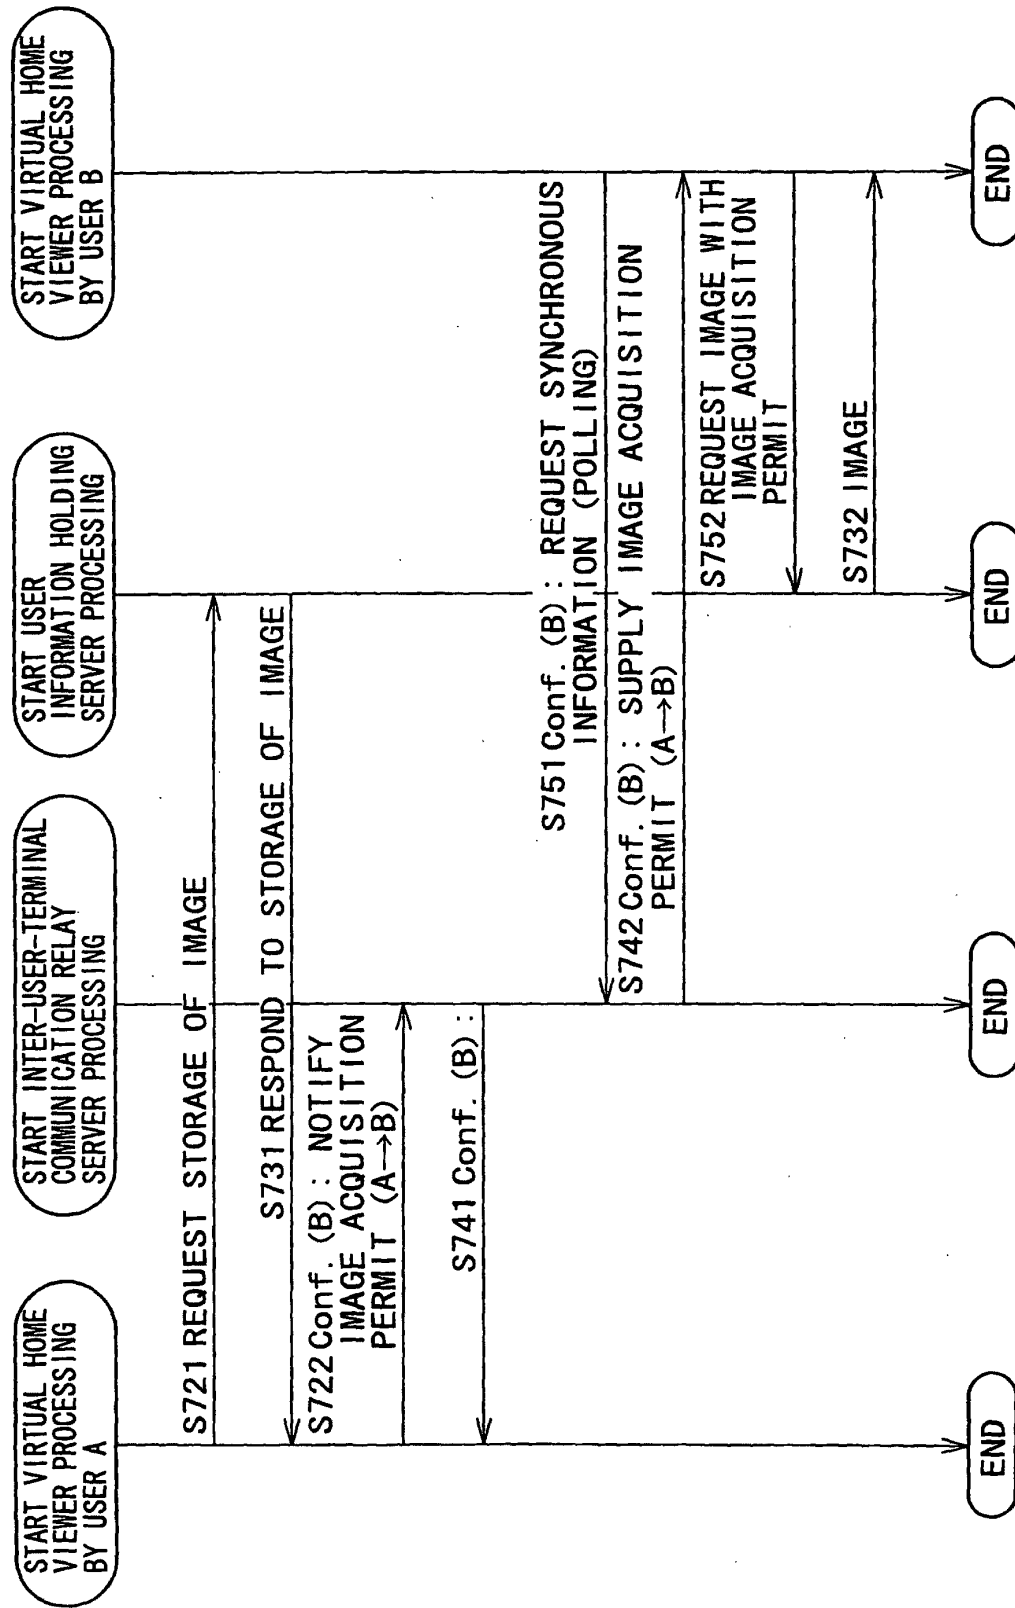 START VIRTUAL HOME
VIEWER PROCESSING
BY USER A
START INTER-USER-TERMINAL
COMMUNICATION RELAY
SERVER PROCESSING
START USER
INFORMATION HOLDING
SERVER PROCESSING
START VIRTUAL HOME
VIEWER PROCESSING
BY USER B
S721 REQUEST STORAGE OF IMAGE
S731 RESPOND TO STORAGE OF IMAGE
S722 Conf. (B) : NOTIFY
IMAGE ACQUISITION
PERMIT (A→B)
S741 Conf. (B) :
S751 Conf. (B) : REQUEST SYNCHRONOUS
INFORMATION (POLLING)
S742 Conf. (B) : SUPPLY IMAGE ACQUISITION
PERMIT (A→B)
S752 REQUEST IMAGE WITH
IMAGE ACQUISITION
PERMIT
S732 IMAGE
END
END
END
END